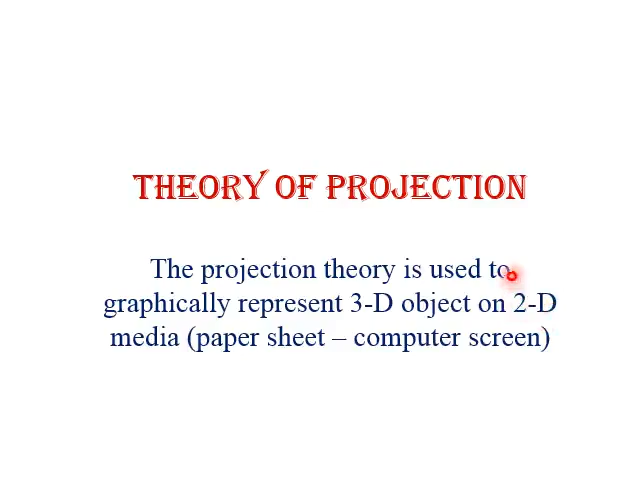 THEORY OF PROJECTION
The projection theory is used to
graphically represent 3-D object on 2-D
media (paper sheet – computer screen)